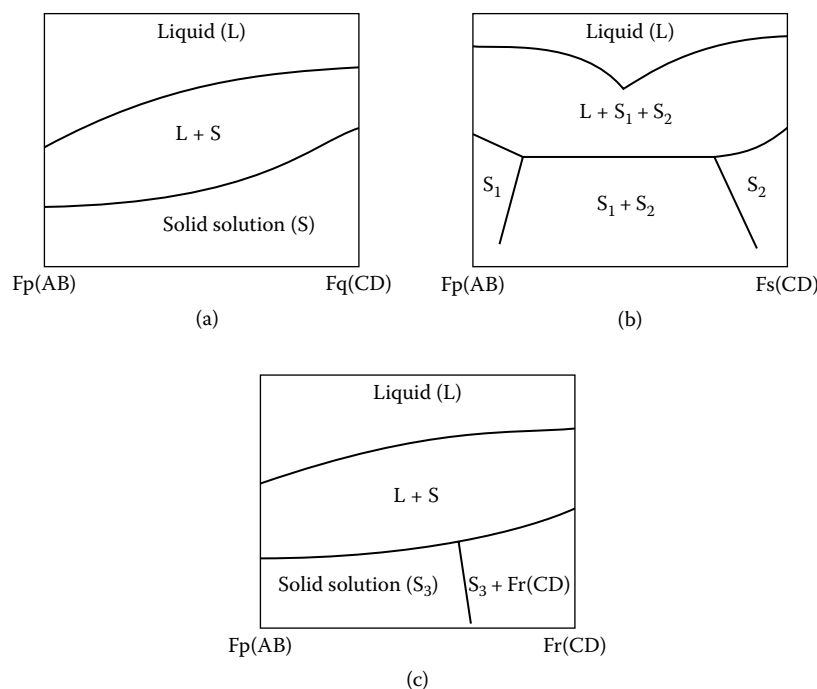 Liquid (L)
L + S
Solid solution (S)
Fp(AB) Fq(CD)
(a)
Liquid (L)
L + S₁ + S₂
S₁
S₂
S₁ + S₂
Fp(AB) Fs(CD)
(b)
Liquid (L)
L + S
Solid solution (S₃) S₃ + Fr(CD)
Fp(AB) Fr(CD)
(c)